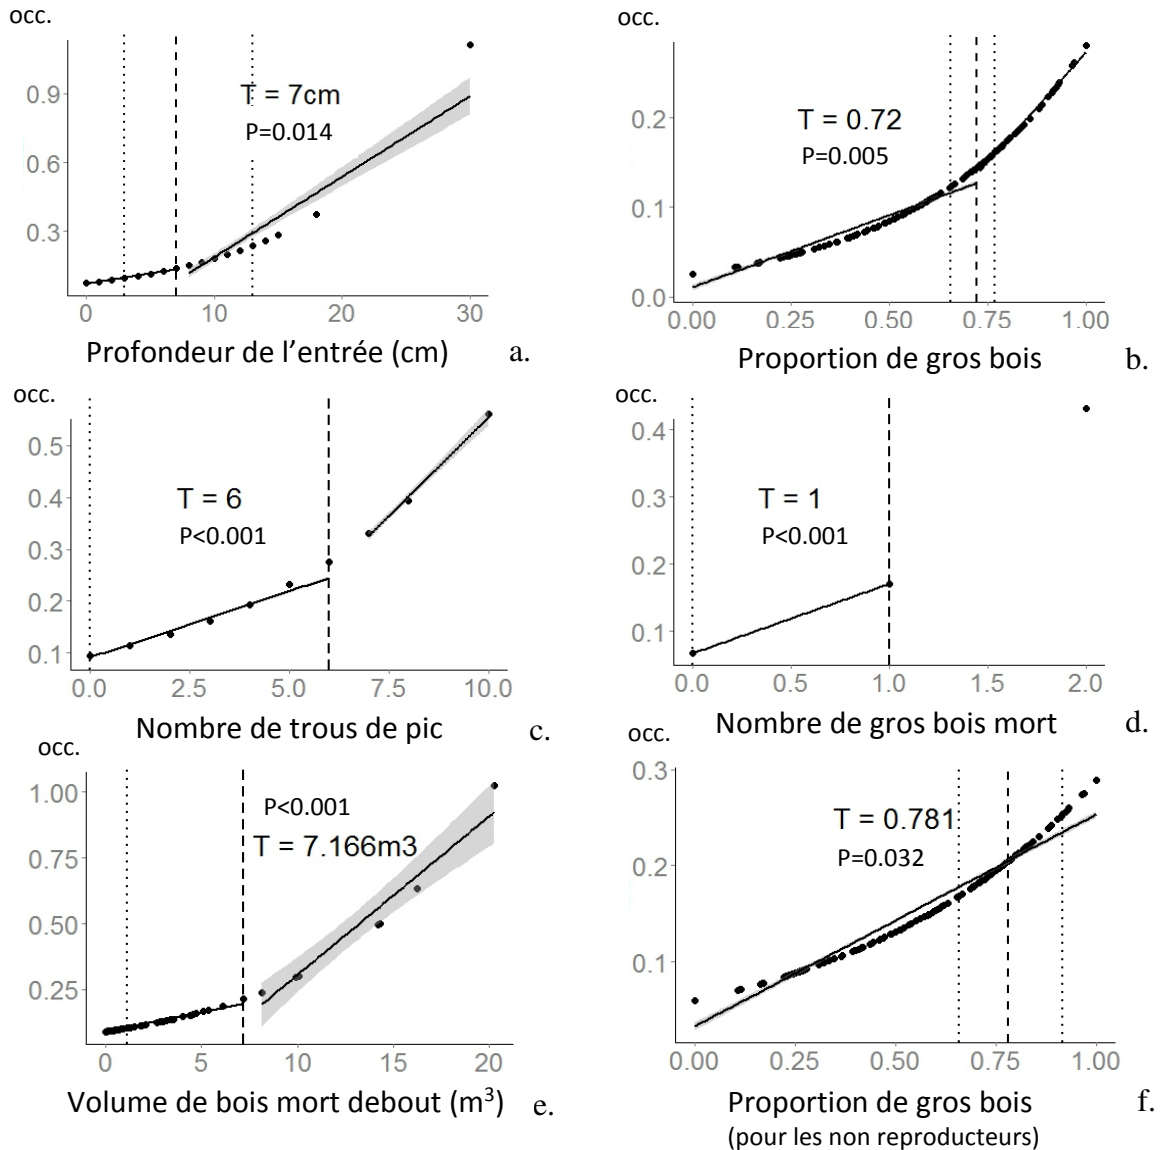 occ.
0.9
0.6
0.3
T = 7cm
P=0.014
0 10 20 30
Profondeur de l'entrée (cm) a.
occ.
0.2
0.1
0.0
T = 0.72
P=0.005
0.00 0.25 0.50 0.75 1.00
Proportion de gros bois b.
occ.
0.5
0.4
0.3
0.2
0.1
T = 6
P<0.001
0.0 2.5 5.0 7.5 10.0
Nombre de trous de pic c.
occ.
0.4
0.3
0.2
0.1
T = 1
P<0.001
0.0 0.5 1.0 1.5 2.0
Nombre de gros bois mort d.
occ.
1.00
0.75
0.50
0.25
P<0.001
T = 7.166m3
0 5 10 15 20
Volume de bois mort debout (m³) e.
occ.
0.3
0.2
0.1
T = 0.781
P=0.032
0.00 0.25 0.50 0.75 1.00
Proportion de gros bois f.
(pour les non reproducteurs)